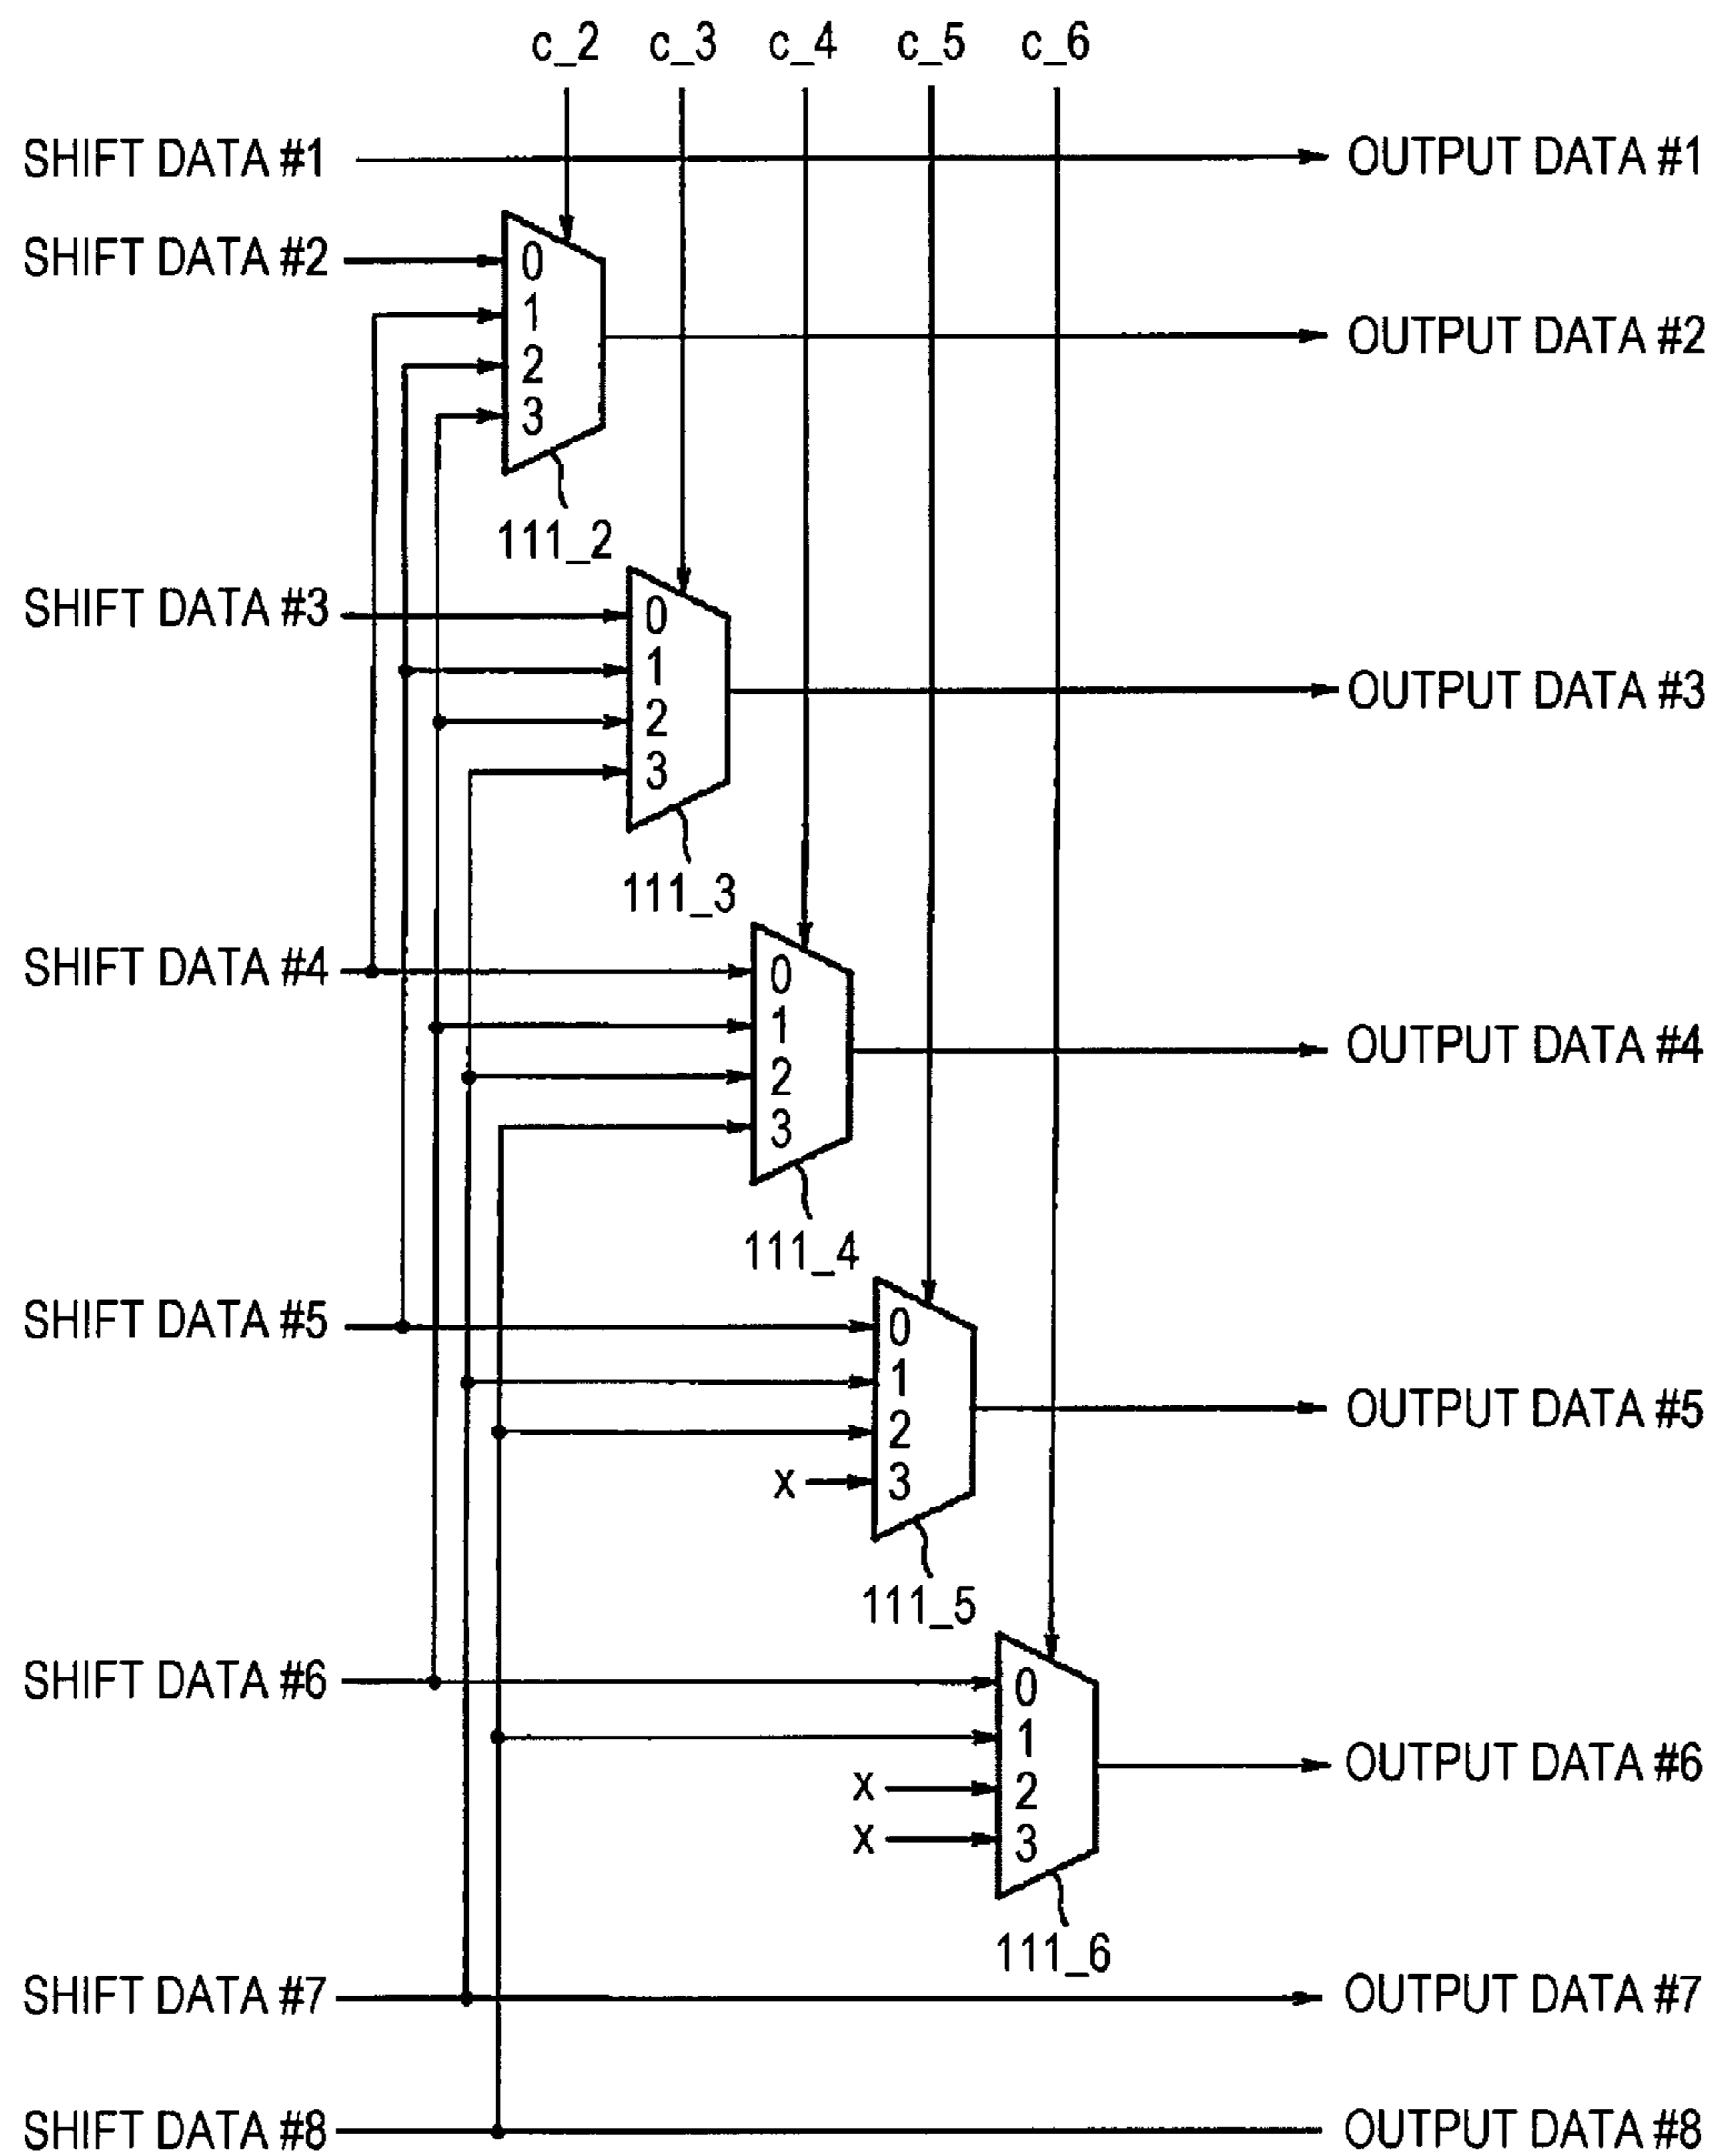 c_2 c_3 c_4 c_5 c_6
SHIFT DATA #1 OUTPUT DATA #1
SHIFT DATA #2 0
1 OUTPUT DATA #2
2
3
111_2
SHIFT DATA #3 0
1 OUTPUT DATA #3
2
3
111_3
SHIFT DATA #4 0
1 OUTPUT DATA #4
2
3
111_4
SHIFT DATA #5 0
1 OUTPUT DATA #5
2
x 3
111_5
SHIFT DATA #6 0
1 OUTPUT DATA #6
x 2
x 3
111_6
SHIFT DATA #7 OUTPUT DATA #7
SHIFT DATA #8 OUTPUT DATA #8